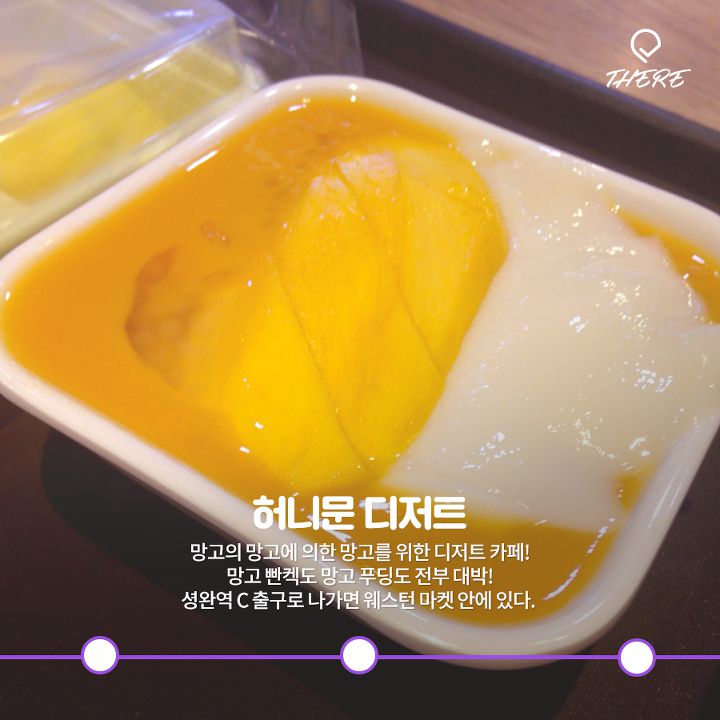 THERE
허니문 디저트
망고의 망고에 의한 망고를 위한 디저트 카페!
망고 빤켁도 망고 푸딩도 전부 대박!
셩완역 C 출구로 나가면 웨스턴 마켓 안에 있다.